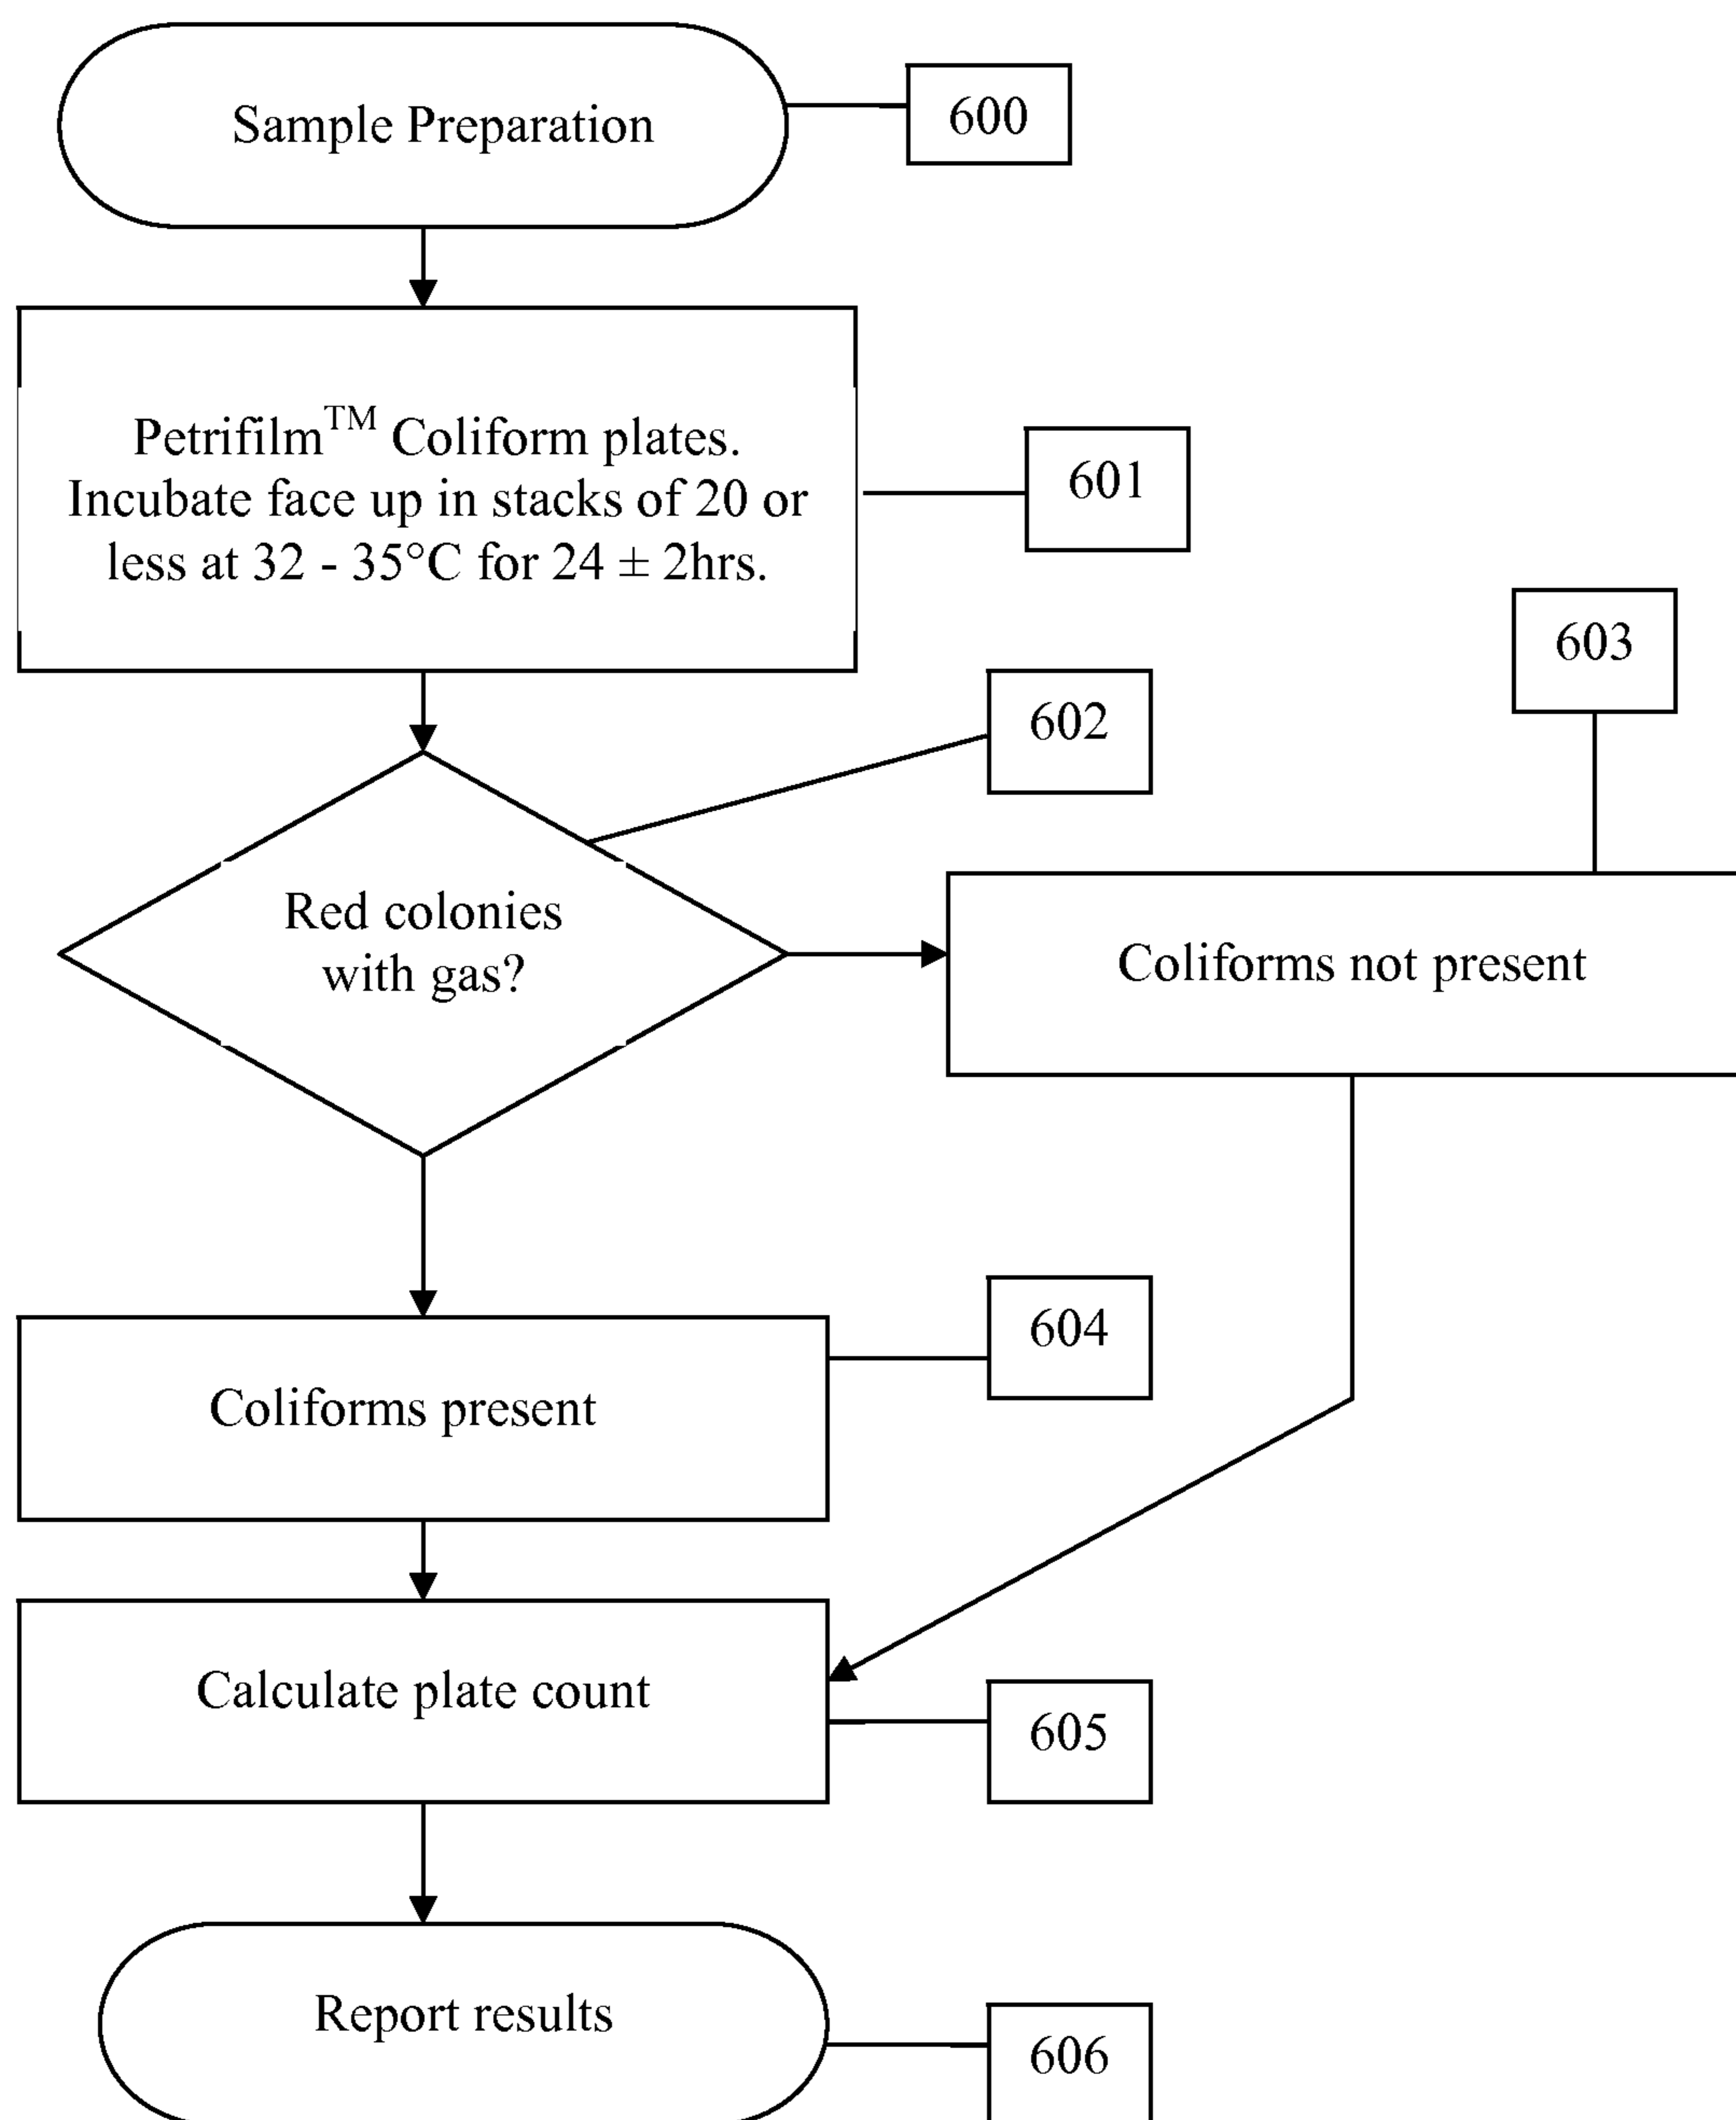 Sample Preparation
600
Petrifilm™ Coliform plates.
Incubate face up in stacks of 20 or
less at 32 - 35°C for 24 ± 2hrs.
601
603
602
Red colonies
with gas?
Coliforms not present
604
Coliforms present
Calculate plate count
605
Report results
606